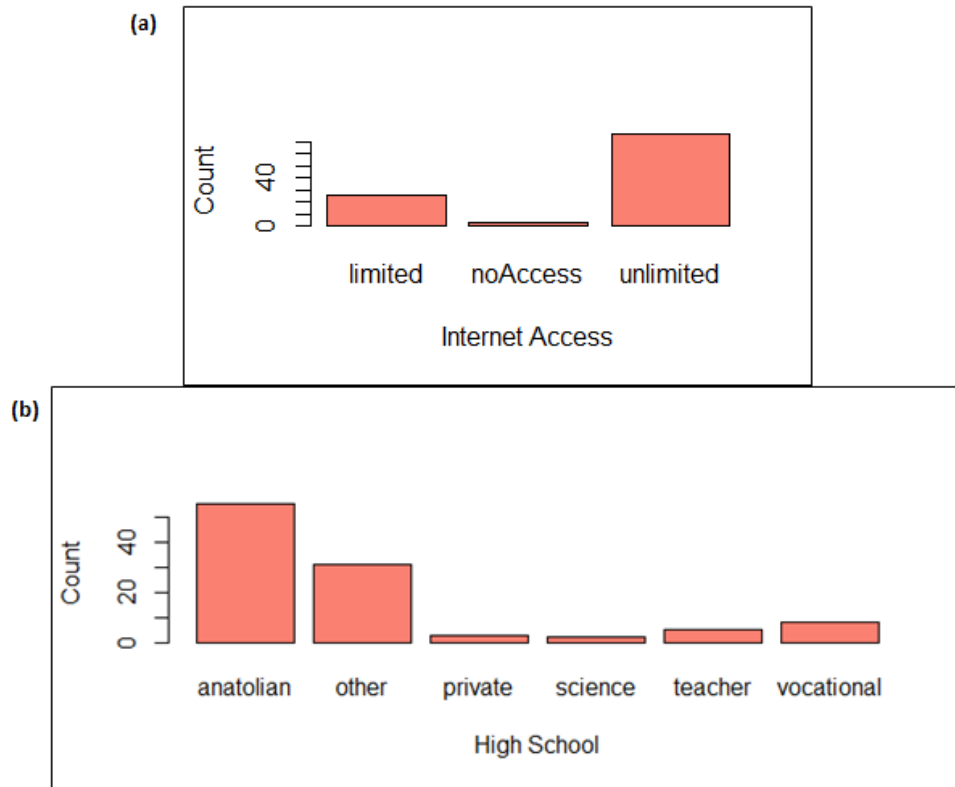 (a)
Count
40
0
limited noAccess unlimited
Internet Access
(b)
Count
40
20
0
anatolian other private science teacher vocational
High School